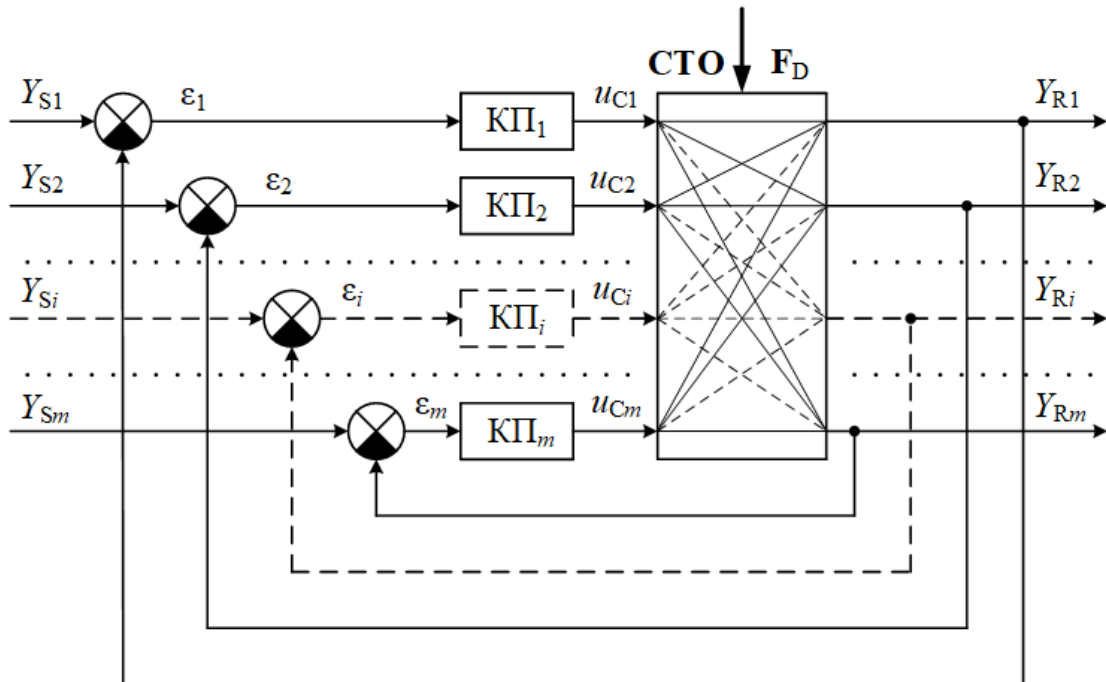 СТО F_D
Y_S1 ε_1 КП_1 u_C1 Y_R1
Y_S2 ε_2 КП_2 u_C2 Y_R2
Y_Si ε_i КП_i u_Ci Y_Ri
Y_Sm ε_m КП_m u_Cm Y_Rm